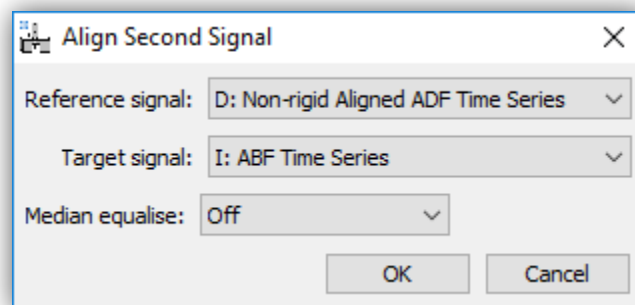 Align Second Signal
Reference signal: D: Non-rigid Aligned ADF Time Series
Target signal: I: ABF Time Series
Median equalise: Off
OK Cancel